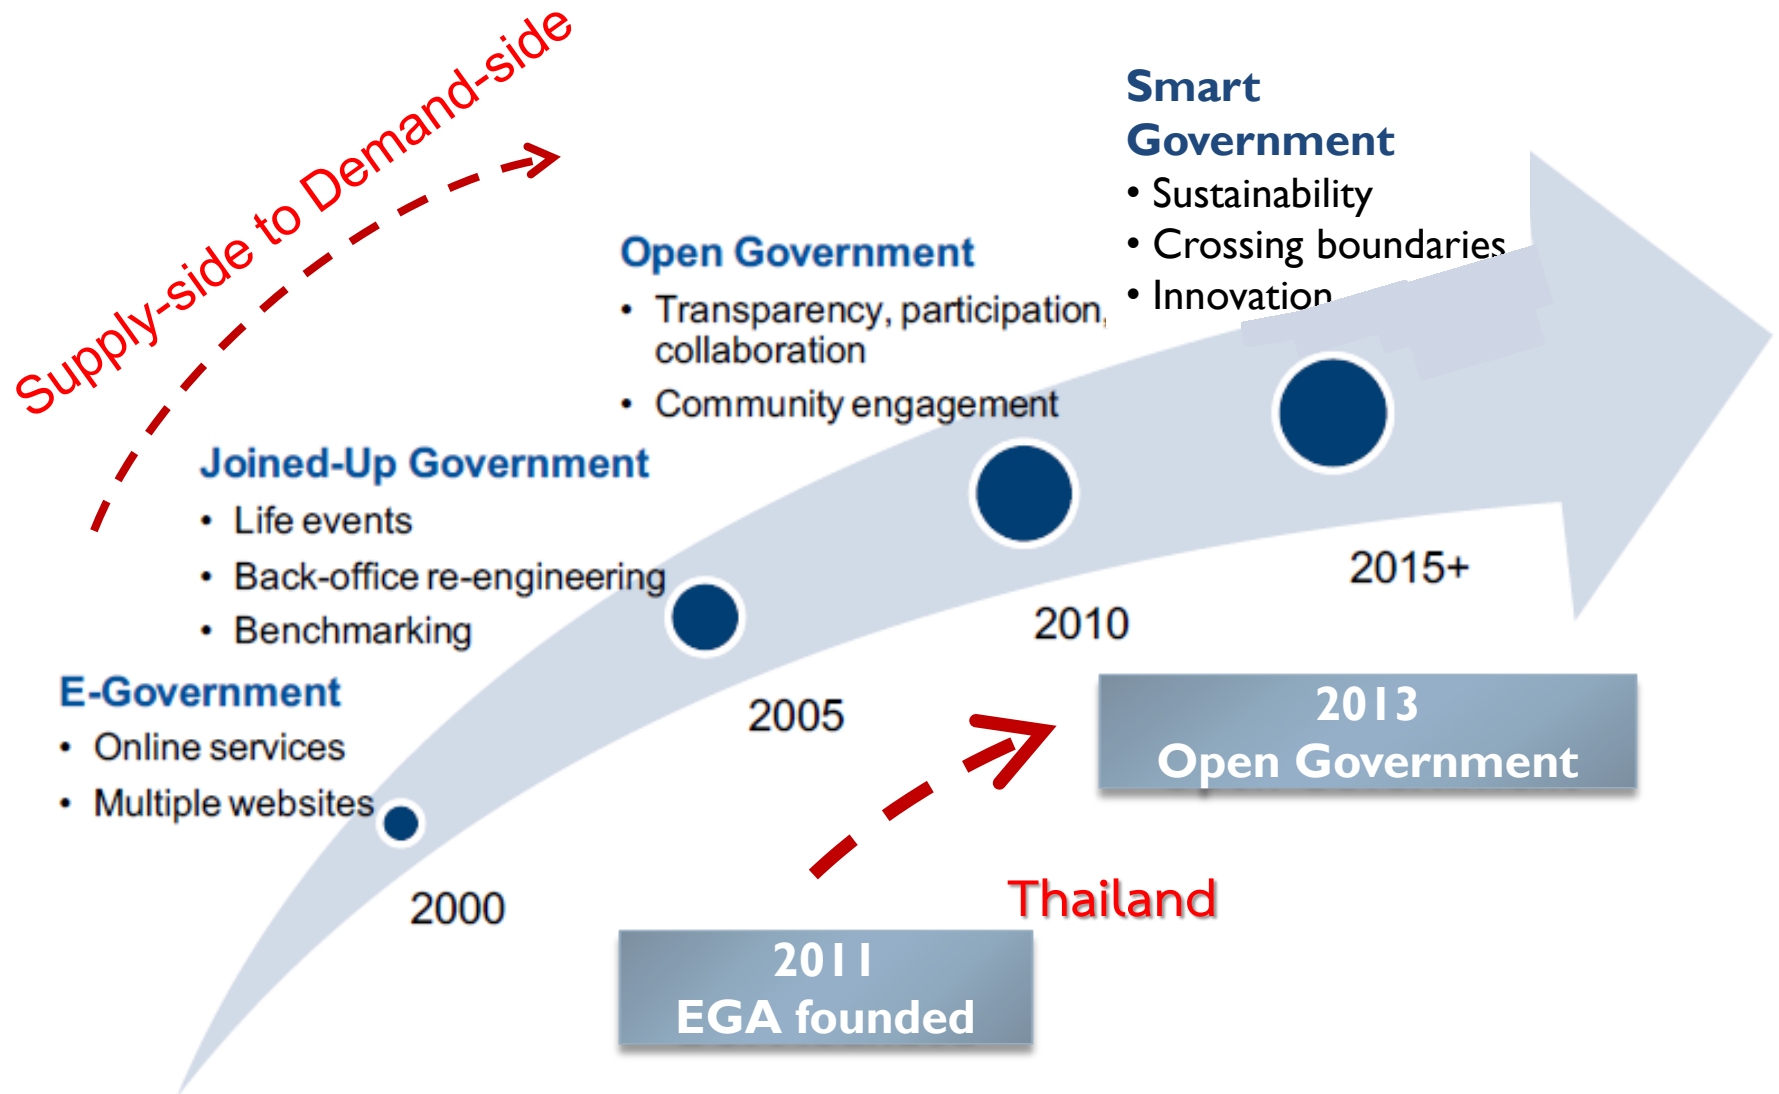 Supply-side to Demand-side
Smart
Government
• Sustainability
• Crossing boundaries
• Innovation
Open Government
• Transparency, participation,
collaboration
• Community engagement
Joined-Up Government
• Life events
• Back-office re-engineering
• Benchmarking
E-Government
• Online services
• Multiple websites
2000
2005
2010
2015+
2013
Open Government
Thailand
2011
EGA founded